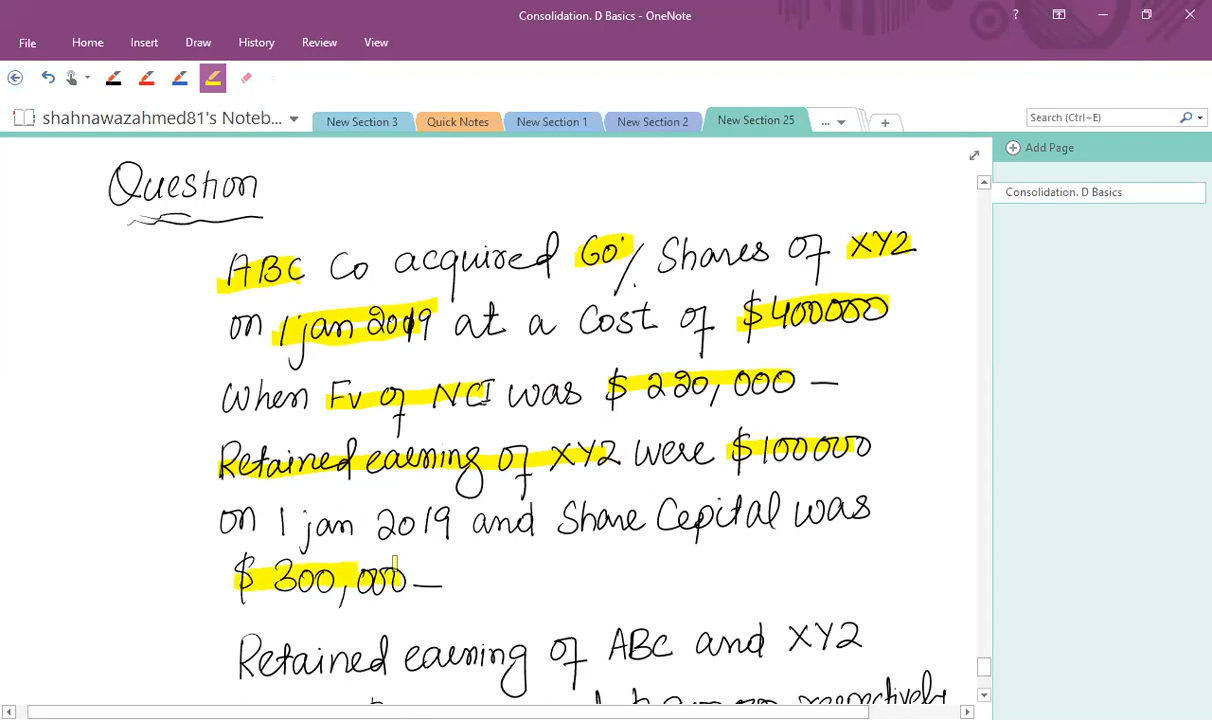 Consolidation. D Basics - OneNote
?
File Home Insert Draw History Review View
shahnawazahmed81's Noteb...
New Section 3 Quick Notes New Section 1 New Section 2 New Section 25 ...
Search (Ctrl+E)
Add Page
Consolidation. D Basics
Question
ABC Co acquired 60% Shares of XYZ
on 1 jan 2019 at a Cost of $400000
When Fv of NCI was $220,000 —
Retained earning of XYZ were $100000
on 1 jan 2019 and Share Capital was
$300,000 —
Retained earning of ABC and XYZ
respectively